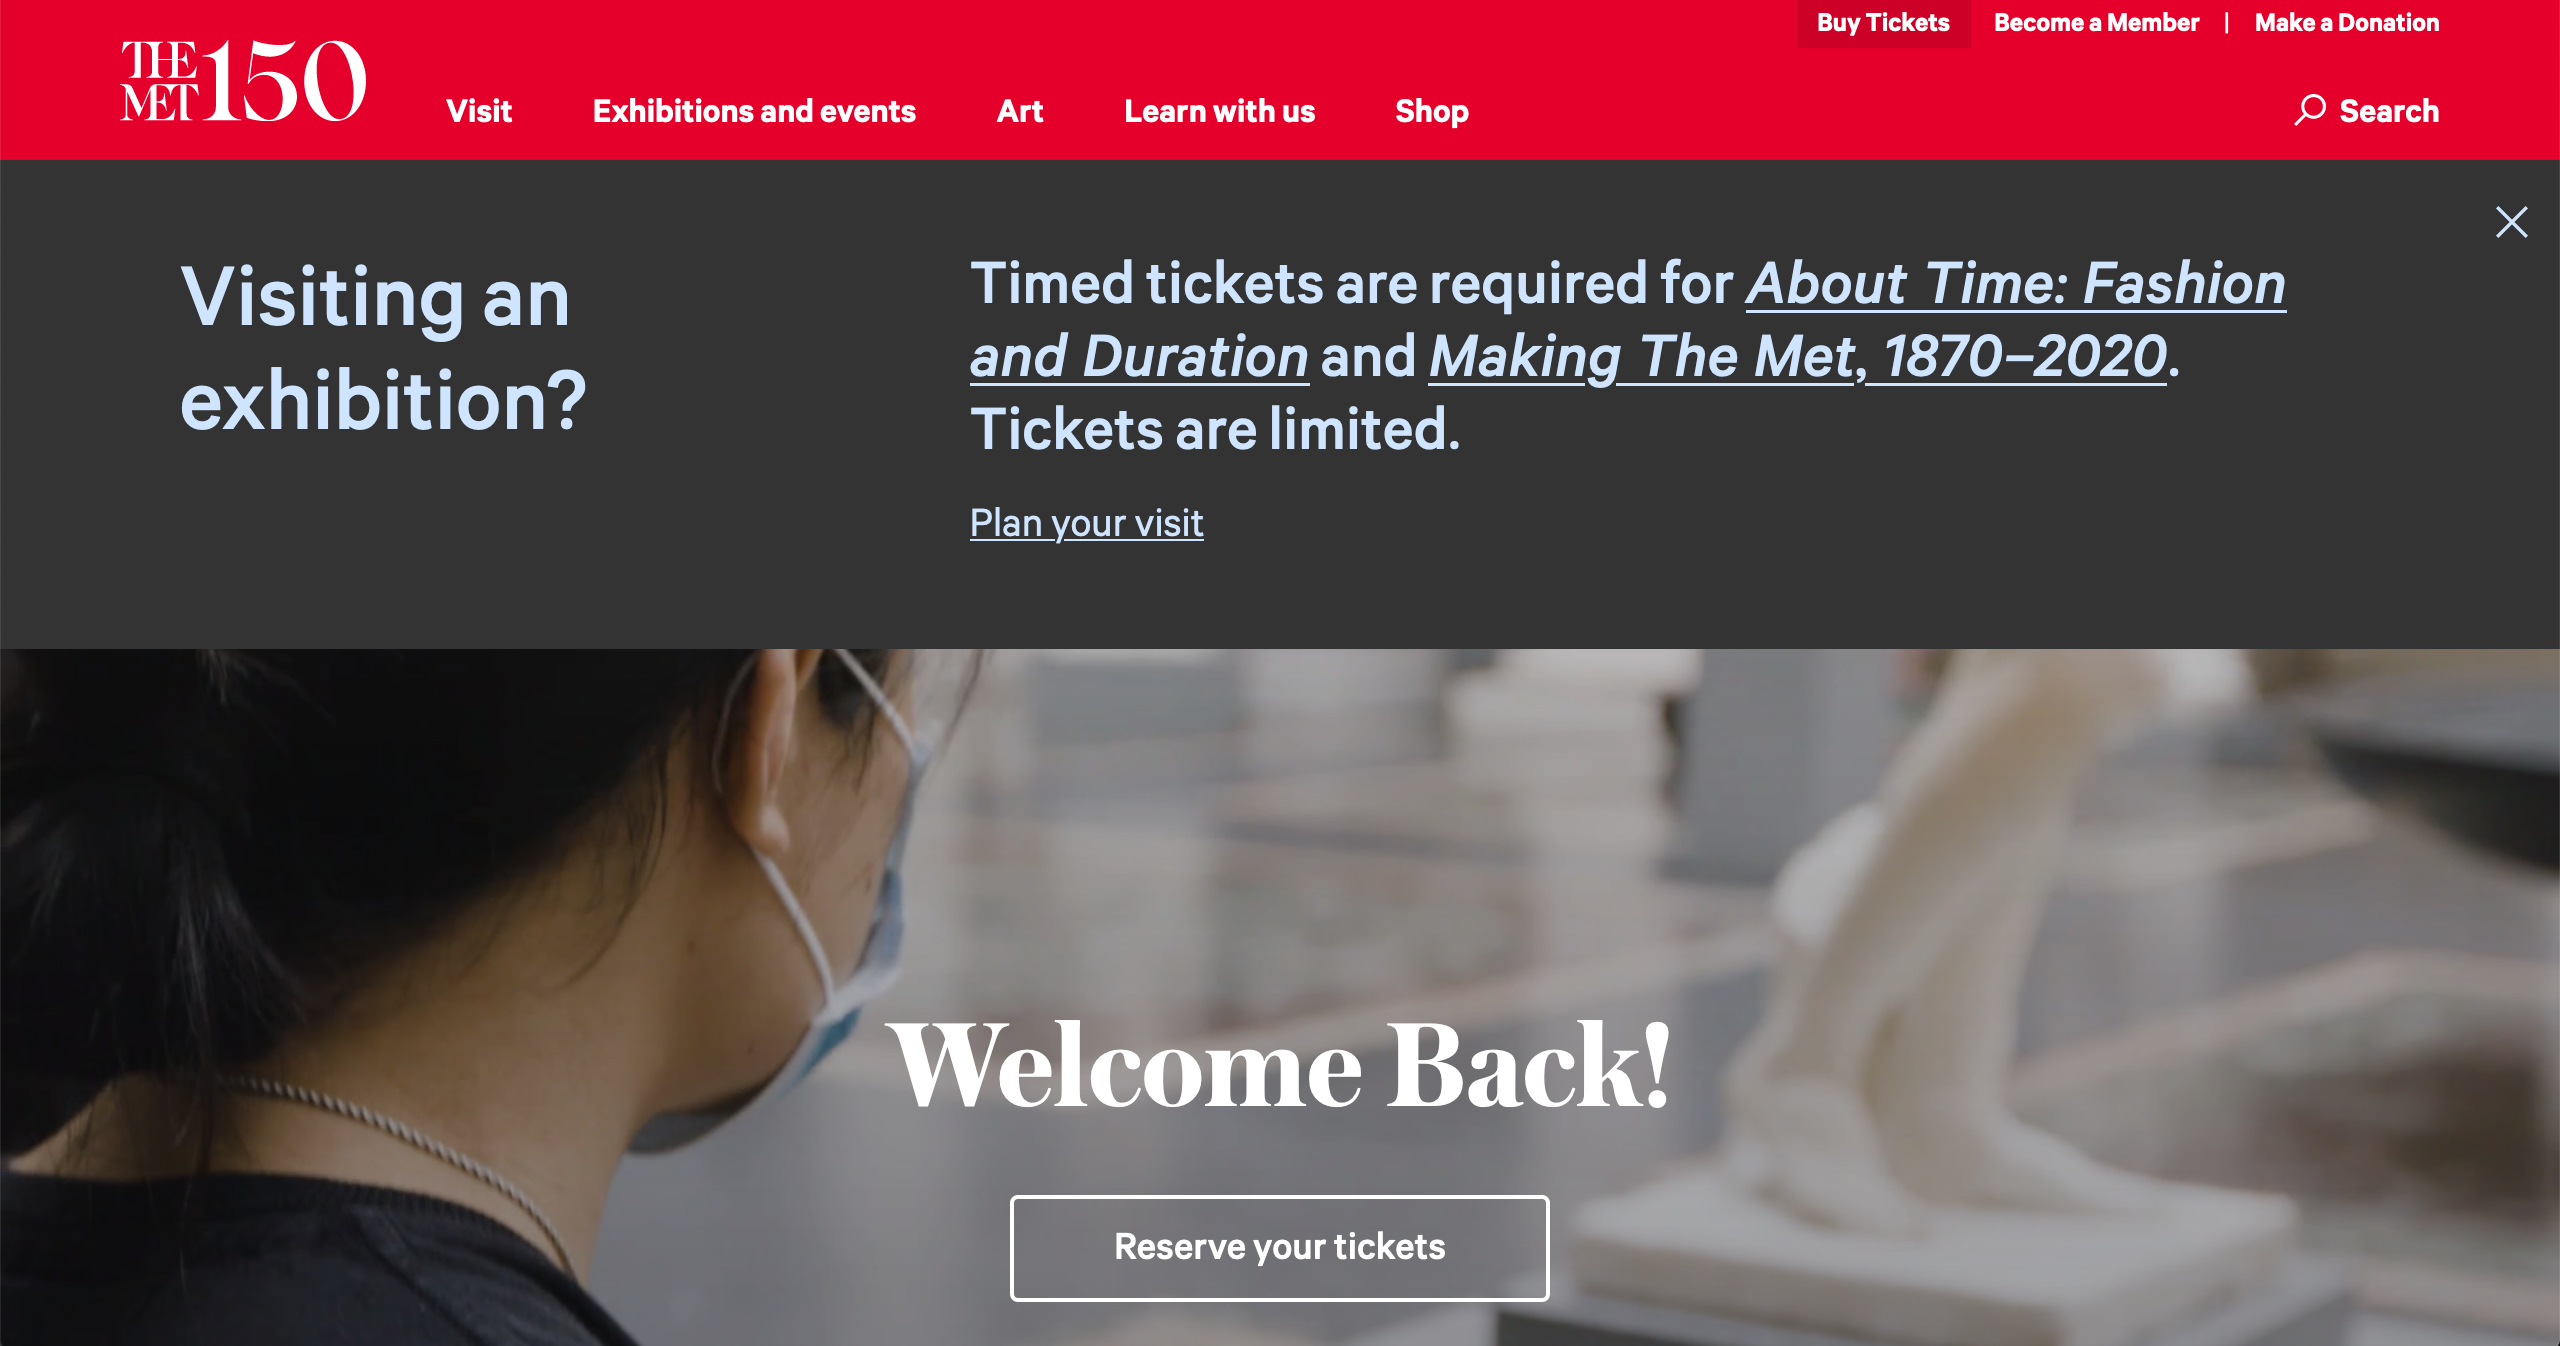 Buy Tickets Become a Member | Make a Donation
THE MET 150
Visit Exhibitions and events Art Learn with us Shop Search
Visiting an
exhibition?
Timed tickets are required for About Time: Fashion
and Duration and Making The Met, 1870–2020.
Tickets are limited.
Plan your visit
Welcome Back!
Reserve your tickets